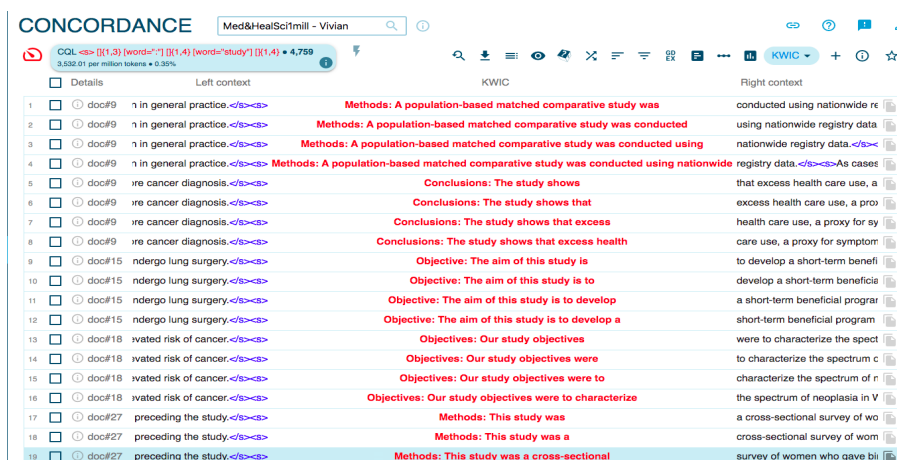 CONCORDANCE Med&HealSci1mill - Vivian
CQL <s> []{1,3} [word=":"] []{1,4} [word="study"] []{1,4} • 4,759
3,532.01 per million tokens • 0.35%
GD EX KWIC
Details Left context KWIC Right context
1 doc#9 n in general practice.</s><s> Methods: A population-based matched comparative study was conducted using nationwide re
2 doc#9 n in general practice.</s><s> Methods: A population-based matched comparative study was conducted using nationwide registry data
3 doc#9 n in general practice.</s><s> Methods: A population-based matched comparative study was conducted using nationwide registry data.</s><
4 doc#9 n in general practice.</s><s> Methods: A population-based matched comparative study was conducted using nationwide registry data.</s><s>As cases
5 doc#9 ore cancer diagnosis.</s><s> Conclusions: The study shows that excess health care use, a
6 doc#9 ore cancer diagnosis.</s><s> Conclusions: The study shows that excess health care use, a prox
7 doc#9 ore cancer diagnosis.</s><s> Conclusions: The study shows that excess health care use, a proxy for sy
8 doc#9 ore cancer diagnosis.</s><s> Conclusions: The study shows that excess health care use, a proxy for symptom
9 doc#15 ndergo lung surgery.</s><s> Objective: The aim of this study is to develop a short-term benefi
10 doc#15 ndergo lung surgery.</s><s> Objective: The aim of this study is to develop a short-term beneficia
11 doc#15 ndergo lung surgery.</s><s> Objective: The aim of this study is to develop a short-term beneficial progran
12 doc#15 ndergo lung surgery.</s><s> Objective: The aim of this study is to develop a short-term beneficial program
13 doc#18 evated risk of cancer.</s><s> Objectives: Our study objectives were to characterize the spect
14 doc#18 evated risk of cancer.</s><s> Objectives: Our study objectives were to characterize the spectrum c
15 doc#18 evated risk of cancer.</s><s> Objectives: Our study objectives were to characterize the spectrum of n
16 doc#18 evated risk of cancer.</s><s> Objectives: Our study objectives were to characterize the spectrum of neoplasia in V
17 doc#27 preceding the study.</s><s> Methods: This study was a cross-sectional survey of wo
18 doc#27 preceding the study.</s><s> Methods: This study was a cross-sectional survey of wom
19 doc#27 preceding the study.</s><s> Methods: This study was a cross-sectional survey of women who gave bir